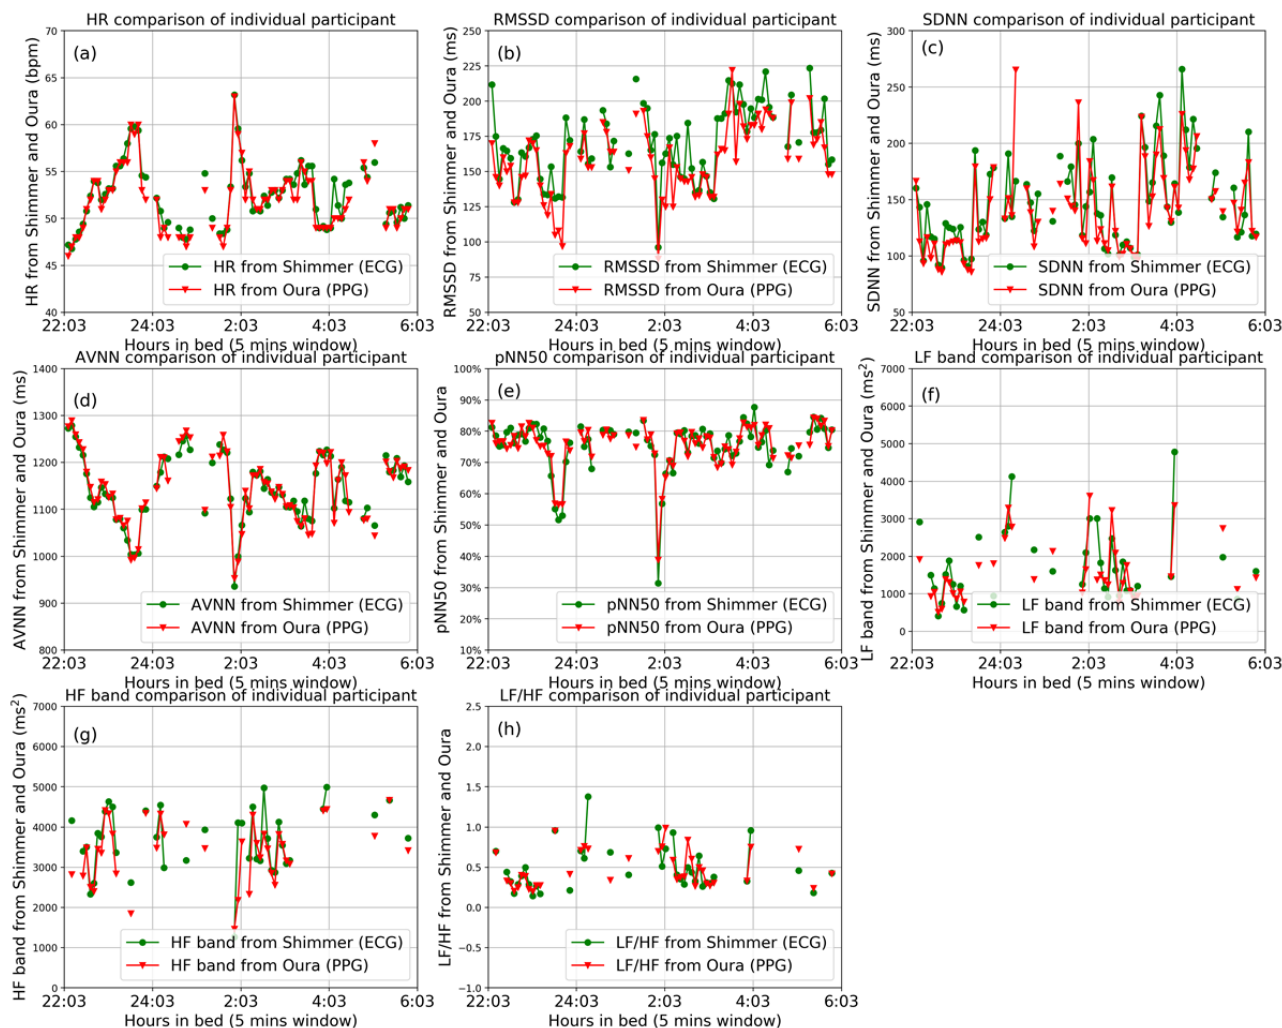 HR comparison of individual participant
(a)
HR from Shimmer and Oura (bpm)
70
65
60
55
50
45
40
HR from Shimmer (ECG)
HR from Oura (PPG)
22:03 24:03 2:03 4:03 6:03
Hours in bed (5 mins window)
RMSSD comparison of individual participant
(b)
RMSSD from Shimmer and Oura (ms)
250
225
200
175
150
125
100
75
50
RMSSD from Shimmer (ECG)
RMSSD from Oura (PPG)
22:03 24:03 2:03 4:03 6:03
Hours in bed (5 mins window)
SDNN comparison of individual participant
(c)
SDNN from Shimmer and Oura (ms)
300
250
200
150
100
50
SDNN from Shimmer (ECG)
SDNN from Oura (PPG)
22:03 24:03 2:03 4:03 6:03
Hours in bed (5 mins window)
AVNN comparison of individual participant
(d)
AVNN from Shimmer and Oura (ms)
1400
1300
1200
1100
1000
900
800
AVNN from Shimmer (ECG)
AVNN from Oura (PPG)
22:03 24:03 2:03 4:03 6:03
Hours in bed (5 mins window)
pNN50 comparison of individual participant
(e)
pNN50 from Shimmer and Oura
100%
90%
80%
70%
60%
50%
40%
30%
20%
10%
pNN50 from Shimmer (ECG)
pNN50 from Oura (PPG)
22:03 24:03 2:03 4:03 6:03
Hours in bed (5 mins window)
LF band comparison of individual participant
(f)
LF band from Shimmer and Oura (ms²)
7000
6000
5000
4000
3000
2000
1000
0
LF band from Shimmer (ECG)
LF band from Oura (PPG)
22:03 24:03 2:03 4:03 6:03
Hours in bed (5 mins window)
HF band comparison of individual participant
(g)
HF band from Shimmer and Oura (ms²)
7000
6000
5000
4000
3000
2000
1000
0
HF band from Shimmer (ECG)
HF band from Oura (PPG)
22:03 24:03 2:03 4:03 6:03
Hours in bed (5 mins window)
LF/HF comparison of individual participant
(h)
LF/HF from Shimmer and Oura
2.5
2.0
1.5
1.0
0.5
0.0
−0.5
−1.0
LF/HF from Shimmer (ECG)
LF/HF from Oura (PPG)
22:03 24:03 2:03 4:03 6:03
Hours in bed (5 mins window)